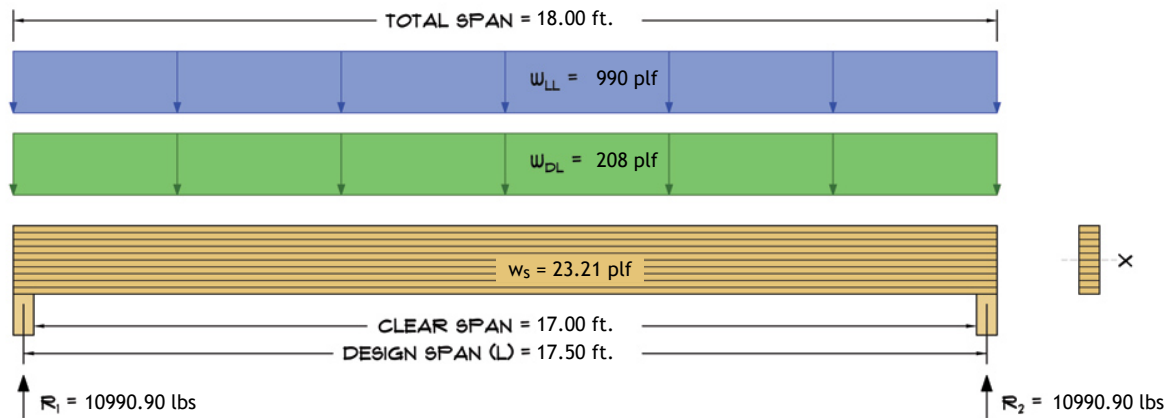 TOTAL SPAN = 18.00 ft.
wLL = 990 plf
wDL = 208 plf
ws = 23.21 plf
X
CLEAR SPAN = 17.00 ft.
DESIGN SPAN (L) = 17.50 ft.
R1 = 10990.90 lbs
R2 = 10990.90 lbs